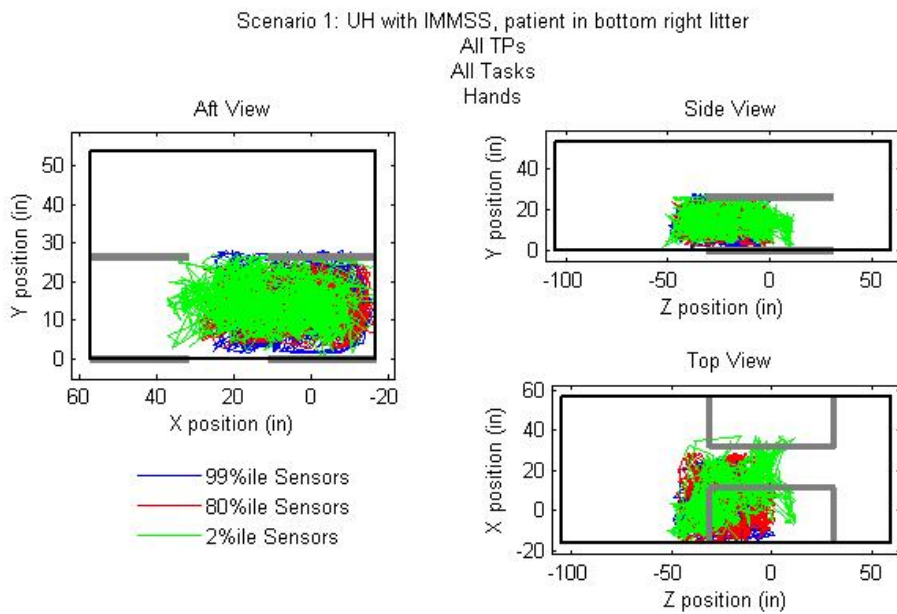 Scenario 1: UH with IMMSS, patient in bottom right litter
All TPs
All Tasks
Hands
Aft View
50
40
30
20
10
0
Y position (in)
60 40 20 0 -20
X position (in)
99%ile Sensors
80%ile Sensors
2%ile Sensors
Side View
40
20
0
Y position (in)
-100 -50 0 50
Z position (in)
Top View
60
40
20
0
-20
X position (in)
-100 -50 0 50
Z position (in)